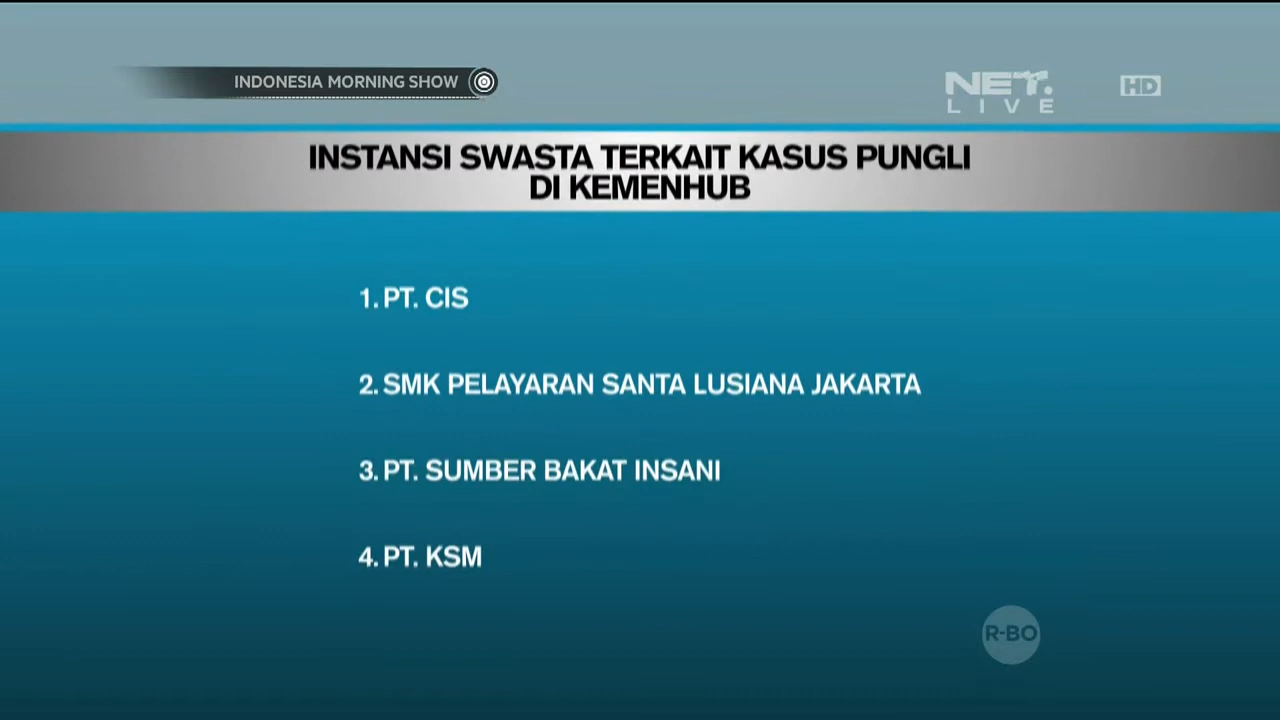 INDONESIA MORNING SHOW
NET.
LIVE
HD
INSTANSI SWASTA TERKAIT KASUS PUNGLI
DI KEMENHUB
1. PT. CIS
2. SMK PELAYARAN SANTA LUSIANA JAKARTA
3. PT. SUMBER BAKAT INSANI
4. PT. KSM
R-BO